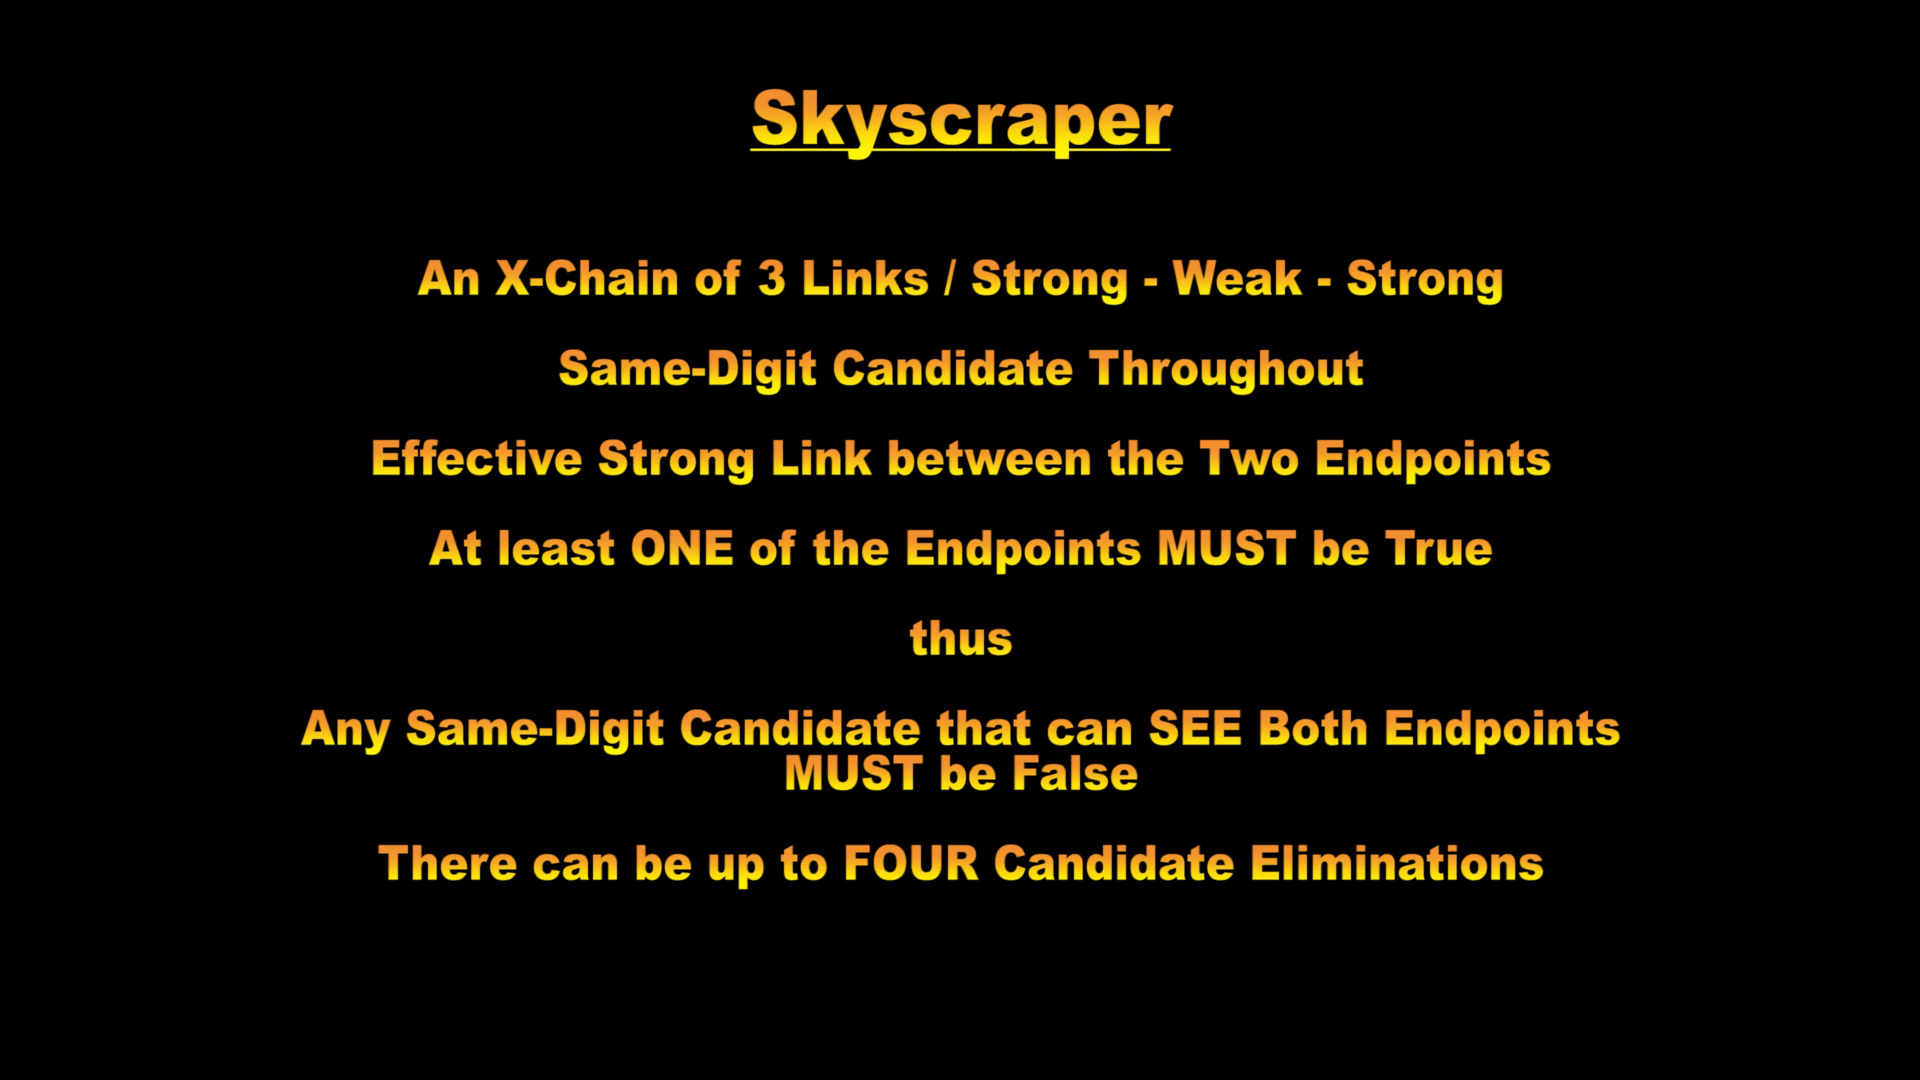 Skyscraper
An X-Chain of 3 Links / Strong - Weak - Strong
Same-Digit Candidate Throughout
Effective Strong Link between the Two Endpoints
At least ONE of the Endpoints MUST be True
thus
Any Same-Digit Candidate that can SEE Both Endpoints
MUST be False
There can be up to FOUR Candidate Eliminations